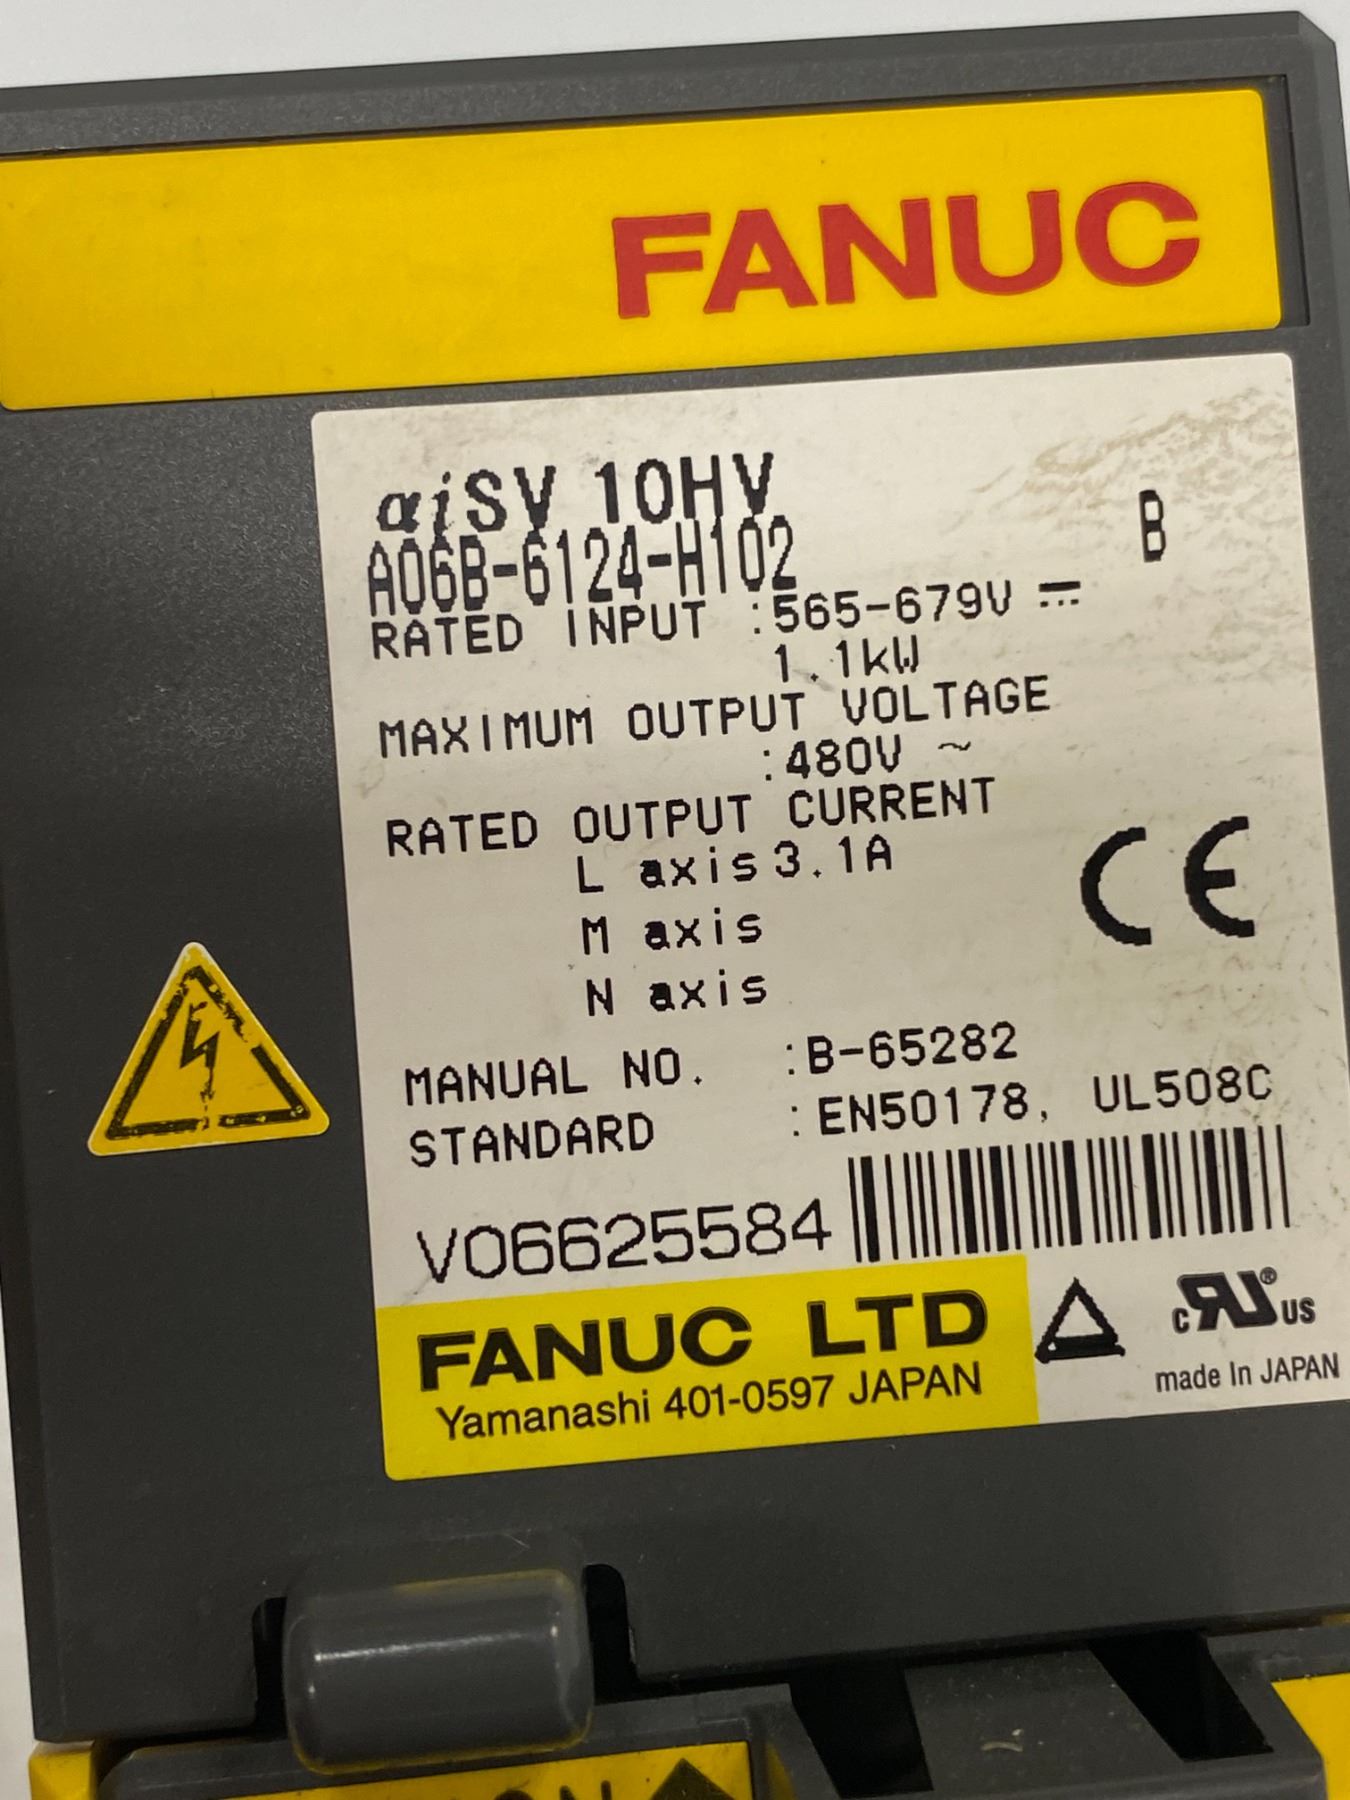 FANUC
αiSV 10HV
A06B-6124-H102 B
RATED INPUT :565-679V ⎓
1.1kW
MAXIMUM OUTPUT VOLTAGE
:480V ~
RATED OUTPUT CURRENT
L axis 3.1A
M axis
N axis
MANUAL NO. :B-65282
STANDARD :EN50178, UL508C
V06625584
FANUC LTD
Yamanashi 401-0597 JAPAN
c RU® US
made In JAPAN